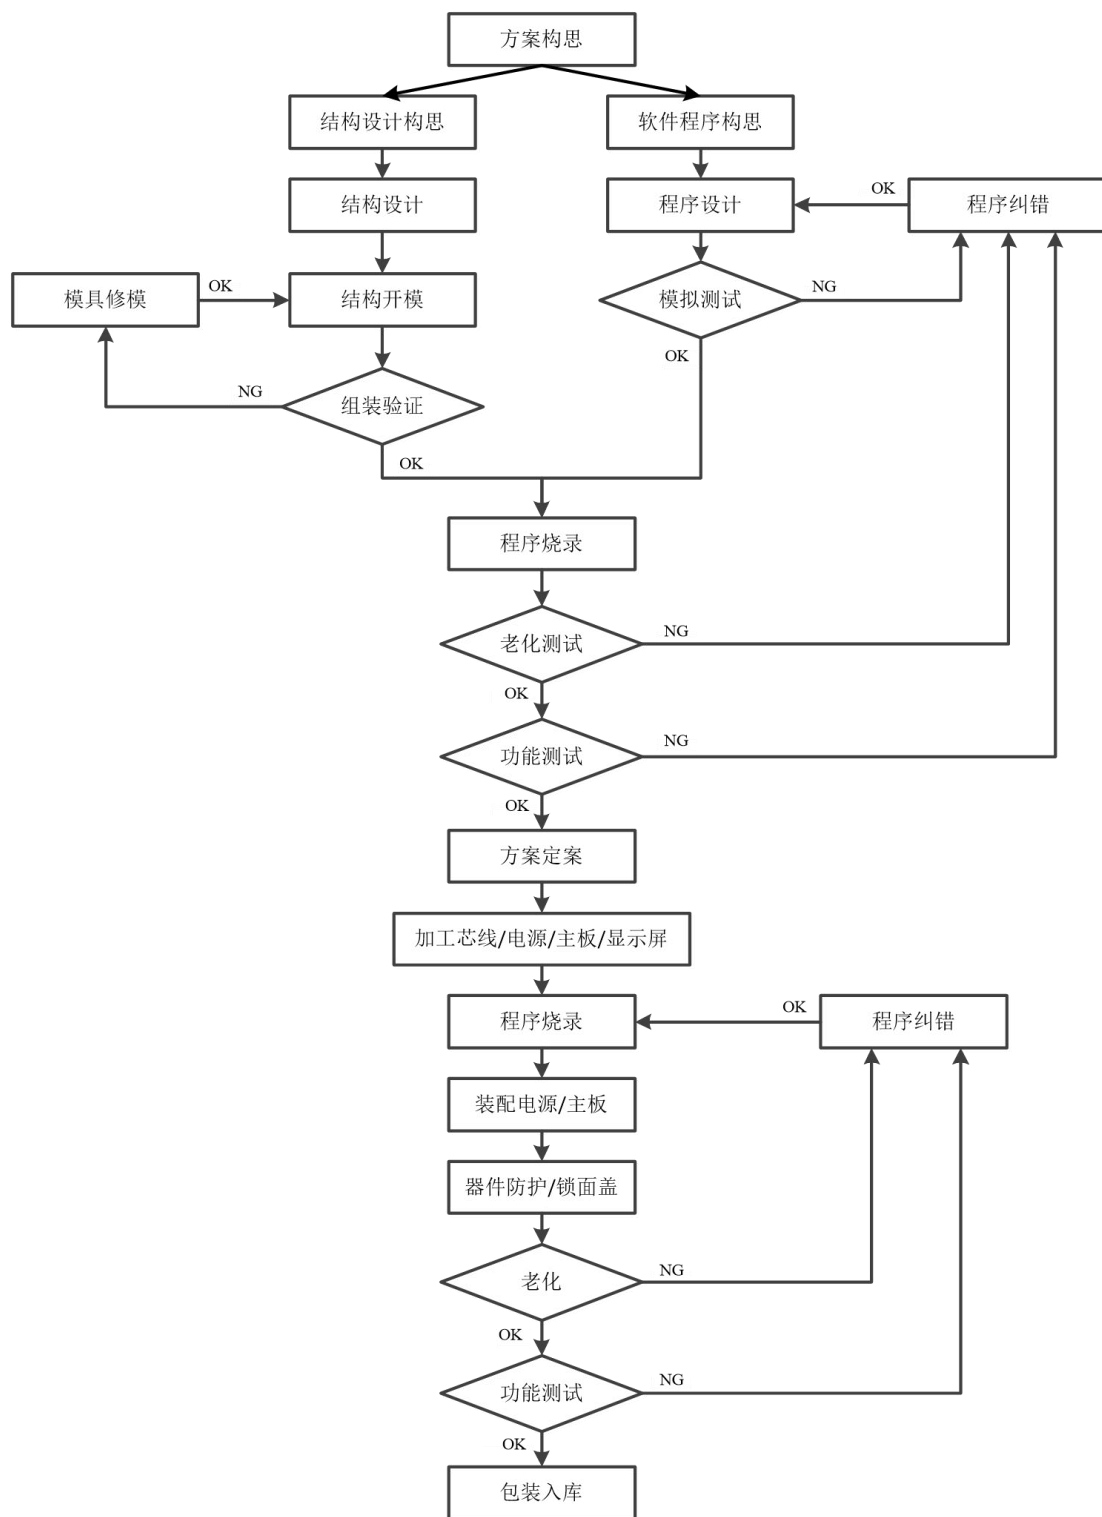 方案构思
结构设计构思
软件程序构思
结构设计
程序设计
OK
程序纠错
模具修模
OK
结构开模
模拟测试
NG
OK
NG
组装验证
OK
程序烧录
老化测试
NG
OK
功能测试
NG
OK
方案定案
加工芯线/电源/主板/显示屏
程序烧录
OK
程序纠错
装配电源/主板
器件防护/锁面盖
老化
NG
OK
功能测试
NG
OK
包装入库